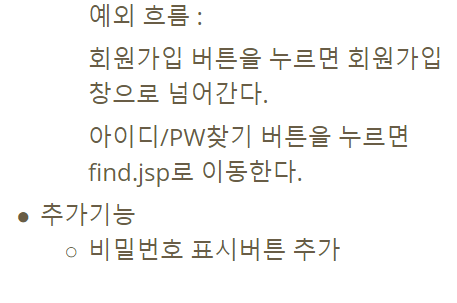 예외 흐름 :
회원가입 버튼을 누르면 회원가입
창으로 넘어간다.
아이디/PW찾기 버튼을 누르면
find.jsp로 이동한다.
● 추가기능
○ 비밀번호 표시버튼 추가